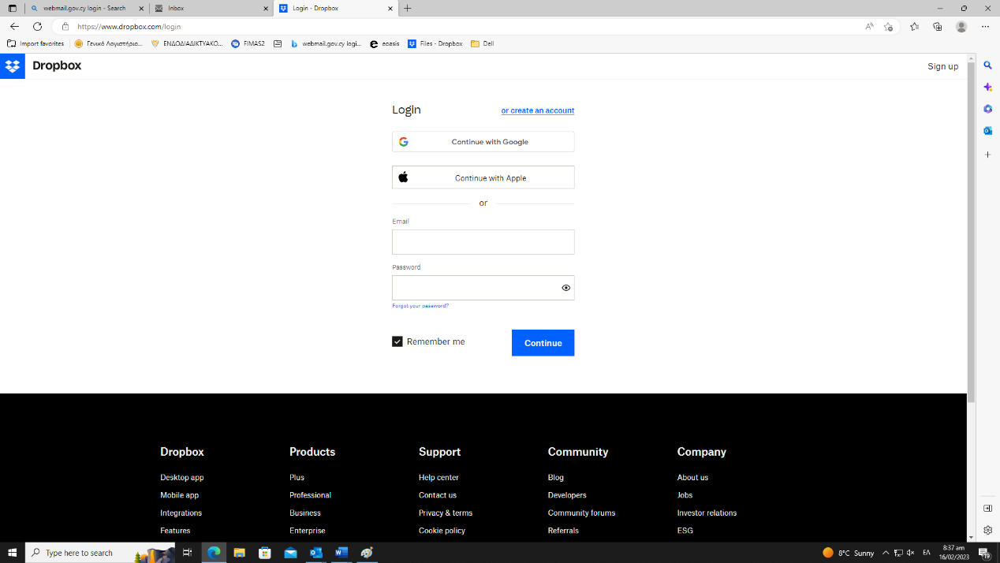 webmail.gov.cy login - Search
Inbox
Login - Dropbox
https://www.dropbox.com/login
Import favorites
Γενικό Λογιστήριο...
ΕΝΔΟΔΙΑΔΙΚΤΥΑΚΟ...
FIMAS2
webmail.gov.cy logi...
eoasis
Files - Dropbox
Dell
Dropbox
Sign up
Login
or create an account
Continue with Google
Continue with Apple
or
Email
Password
Forgot your password?
Remember me
Continue
Dropbox
Desktop app
Mobile app
Integrations
Features
Products
Plus
Professional
Business
Enterprise
Support
Help center
Contact us
Privacy & terms
Cookie policy
Community
Blog
Developers
Community forums
Referrals
Company
About us
Jobs
Investor relations
ESG
Type here to search
8°C Sunny
ΕΛ
8:37 am
16/02/2023
19